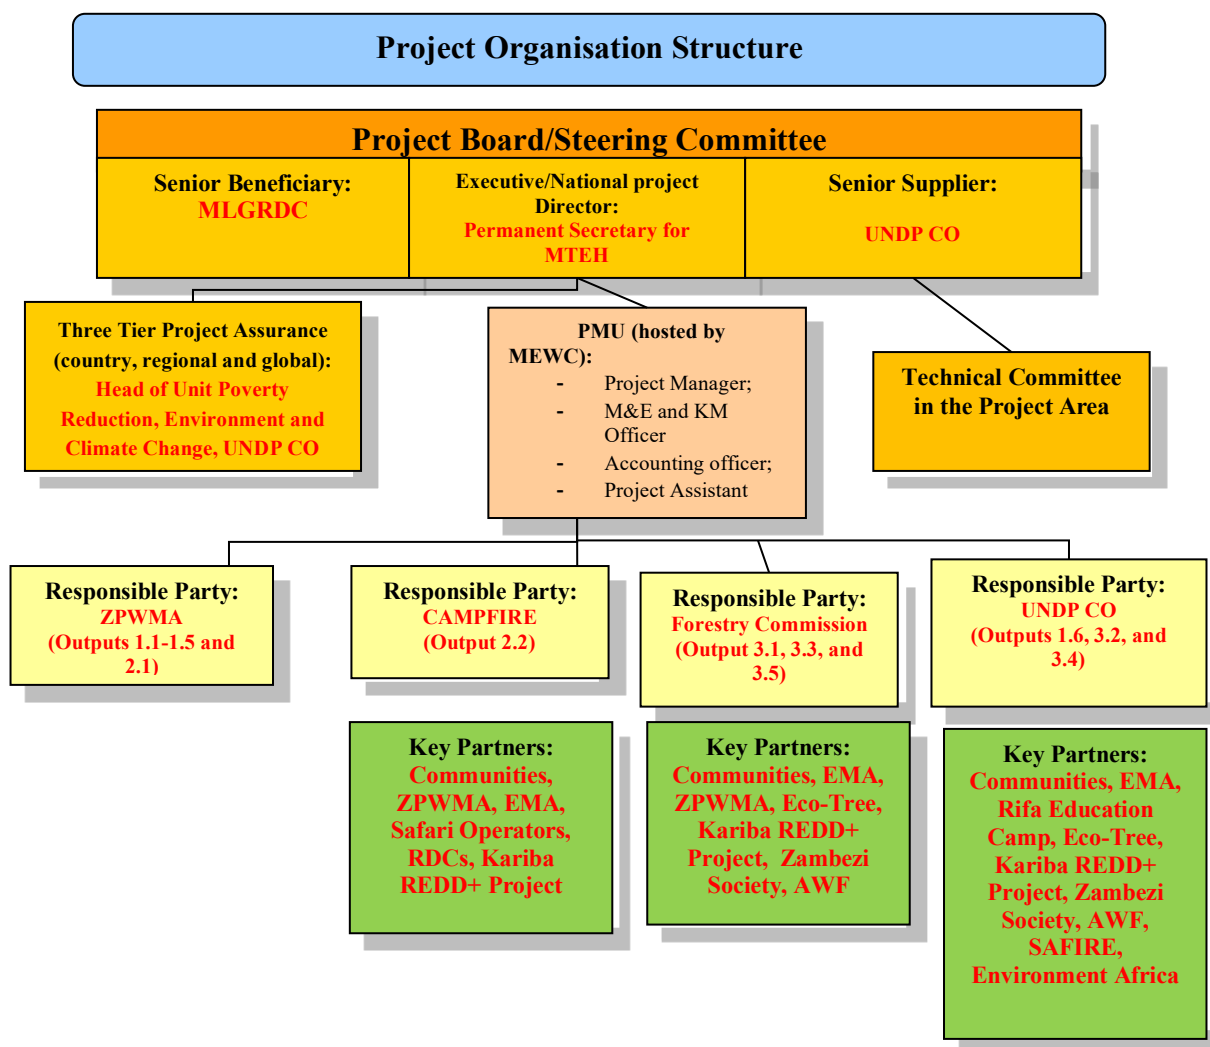 Project Organisation Structure
Project Board/Steering Committee
Senior Beneficiary:
MLGRDC
Executive/National project
Director:
Permanent Secretary for
MTEH
Senior Supplier:
UNDP CO
Three Tier Project Assurance
(country, regional and global):
Head of Unit Poverty
Reduction, Environment and
Climate Change, UNDP CO
PMU (hosted by
MEWC):
- Project Manager;
- M&E and KM
Officer
- Accounting officer;
- Project Assistant
Technical Committee
in the Project Area
Responsible Party:
ZPWMA
(Outputs 1.1-1.5 and
2.1)
Responsible Party:
CAMPFIRE
(Output 2.2)
Responsible Party:
Forestry Commission
(Output 3.1, 3.3, and
3.5)
Responsible Party:
UNDP CO
(Outputs 1.6, 3.2, and
3.4)
Key Partners:
Communities,
ZPWMA, EMA,
Safari Operators,
RDCs, Kariba
REDD+ Project
Key Partners:
Communities, EMA,
ZPWMA, Eco-Tree,
Kariba REDD+
Project, Zambezi
Society, AWF
Key Partners:
Communities, EMA,
Rifa Education
Camp, Eco-Tree,
Kariba REDD+
Project, Zambezi
Society, AWF,
SAFIRE,
Environment Africa